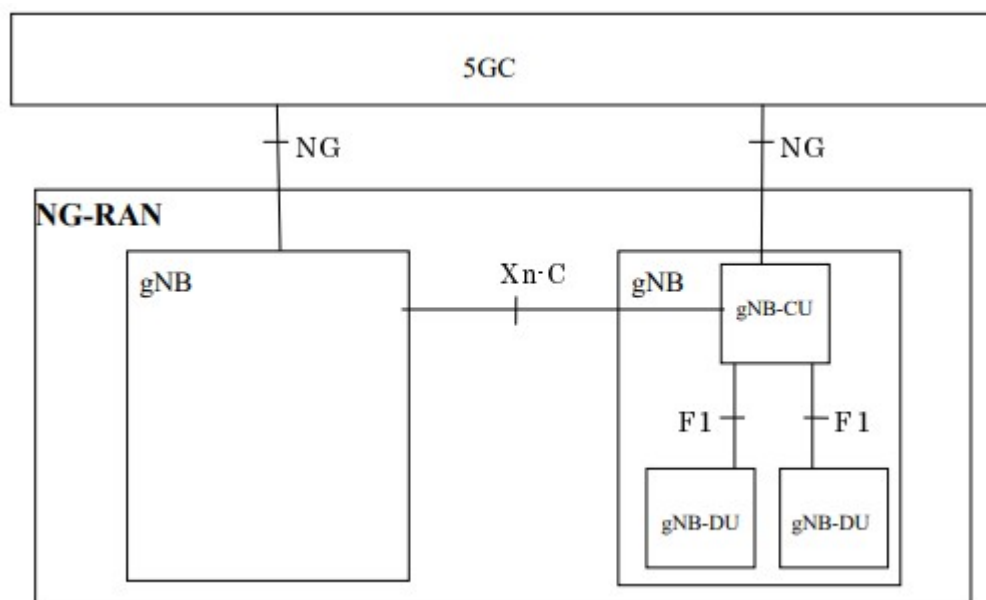 5GC
NG
NG
NG-RAN
gNB
Xn-C
gNB
gNB-CU
F1
F1
gNB-DU
gNB-DU